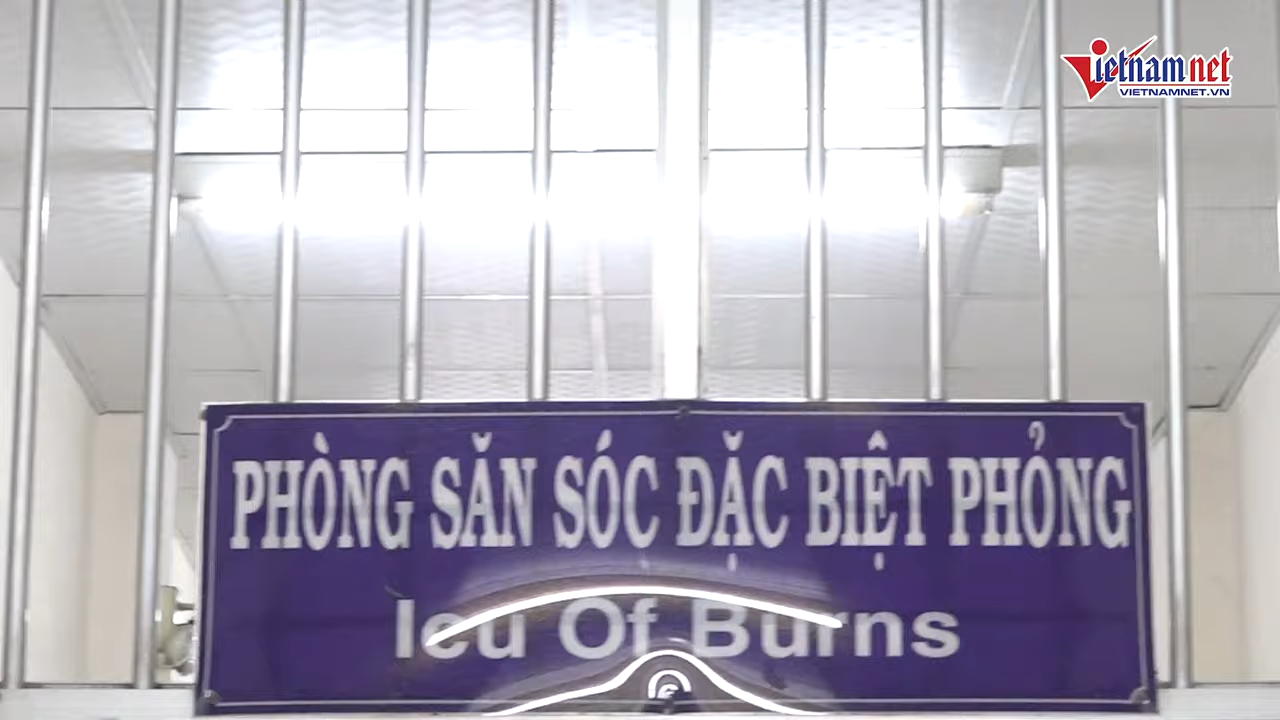 Vietnamnet
VIETNAMNET.VN
PHÒNG SĂN SÓC ĐẶC BIỆT PHỎNG
Icu Of Burns